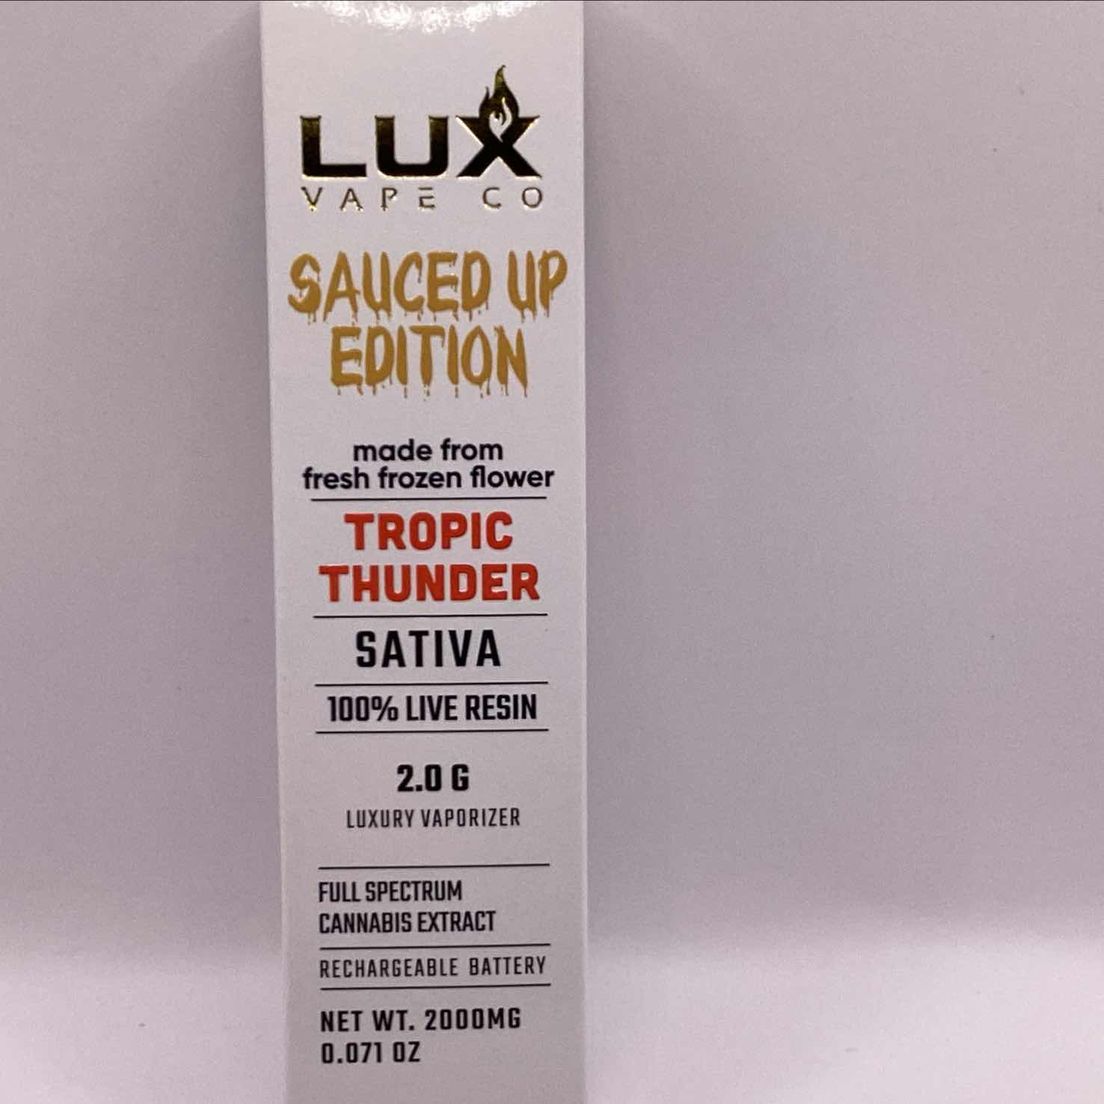 LUX
VAPE CO
SAUCED UP
EDITION
made from
fresh frozen flower
TROPIC
THUNDER
SATIVA
100% LIVE RESIN
2.0 G
LUXURY VAPORIZER
FULL SPECTRUM
CANNABIS EXTRACT
RECHARGEABLE BATTERY
NET WT. 2000MG
0.071 OZ